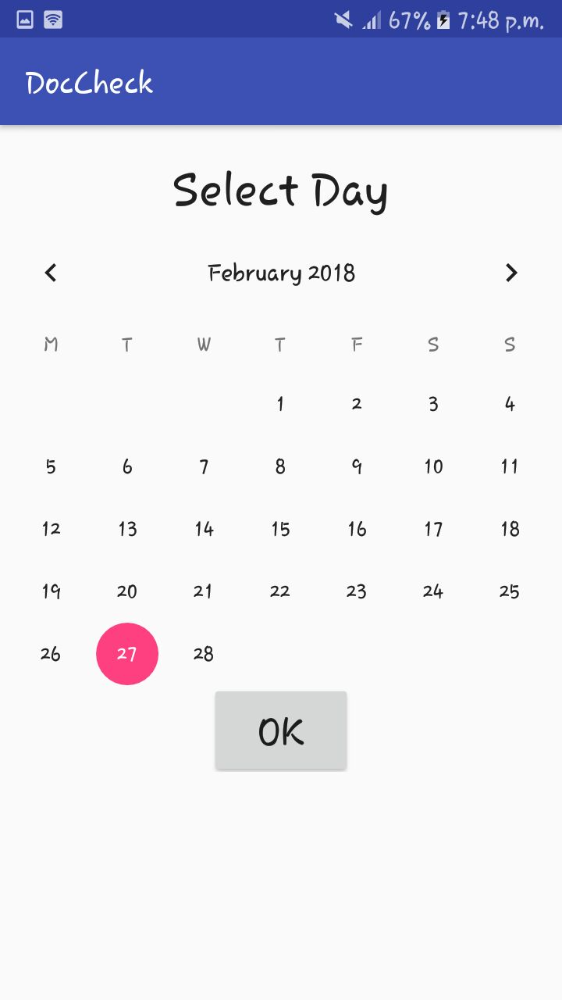 67% 7:48 p.m.
DocCheck
Select Day
February 2018
M T W T F S S
1 2 3 4
5 6 7 8 9 10 11
12 13 14 15 16 17 18
19 20 21 22 23 24 25
26 27 28
OK